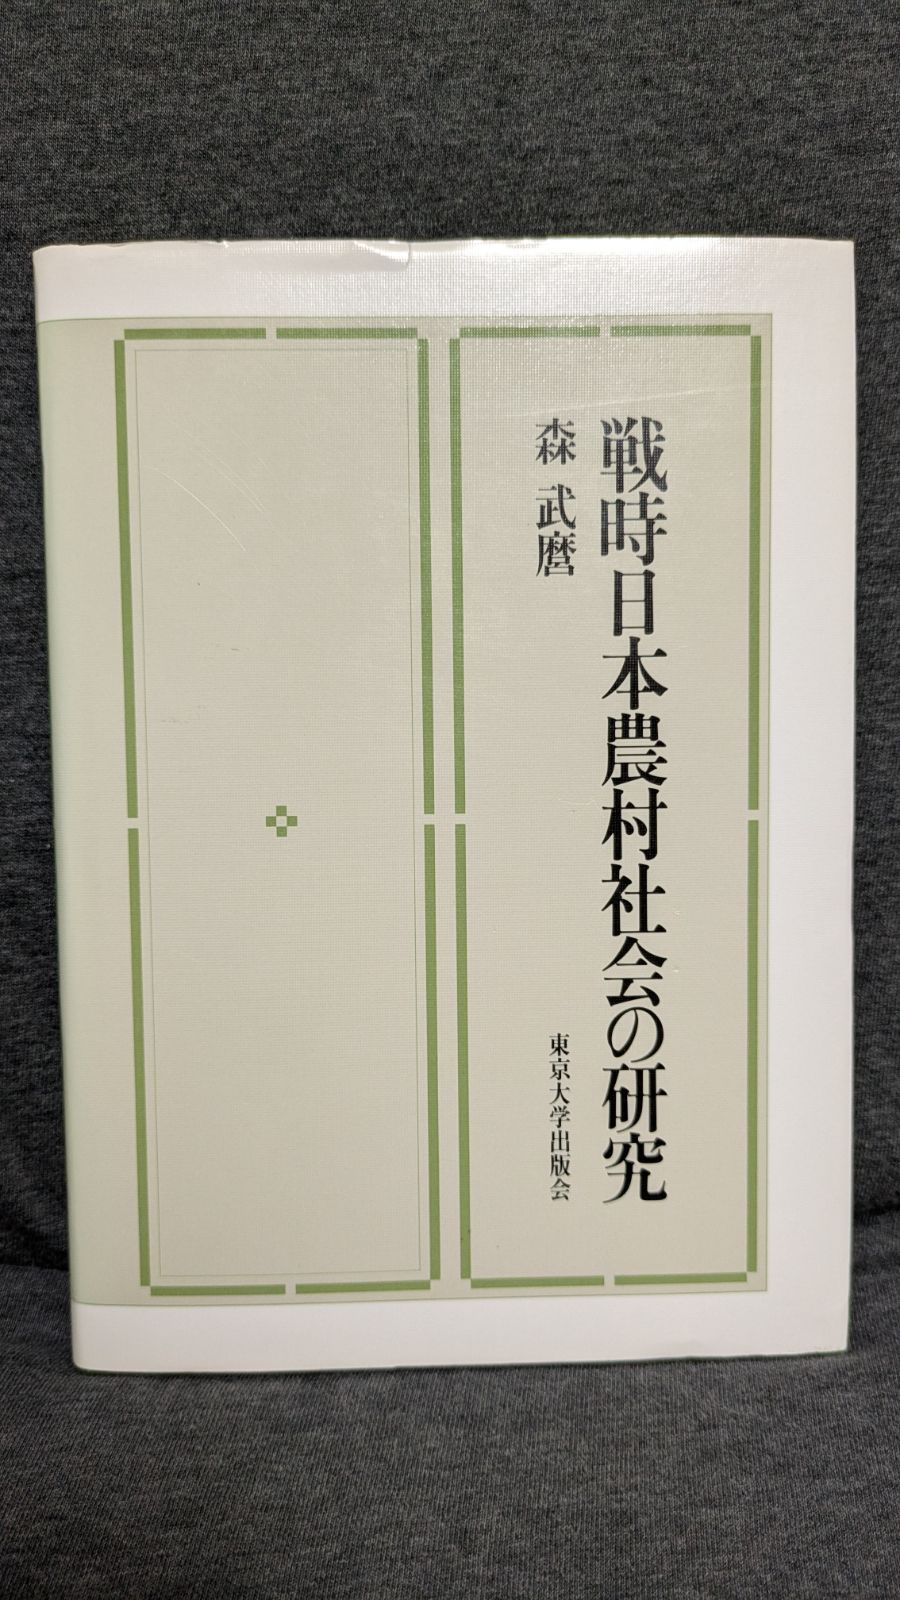 戦時日本農村社会の研究
森 武麿
東京大学出版会